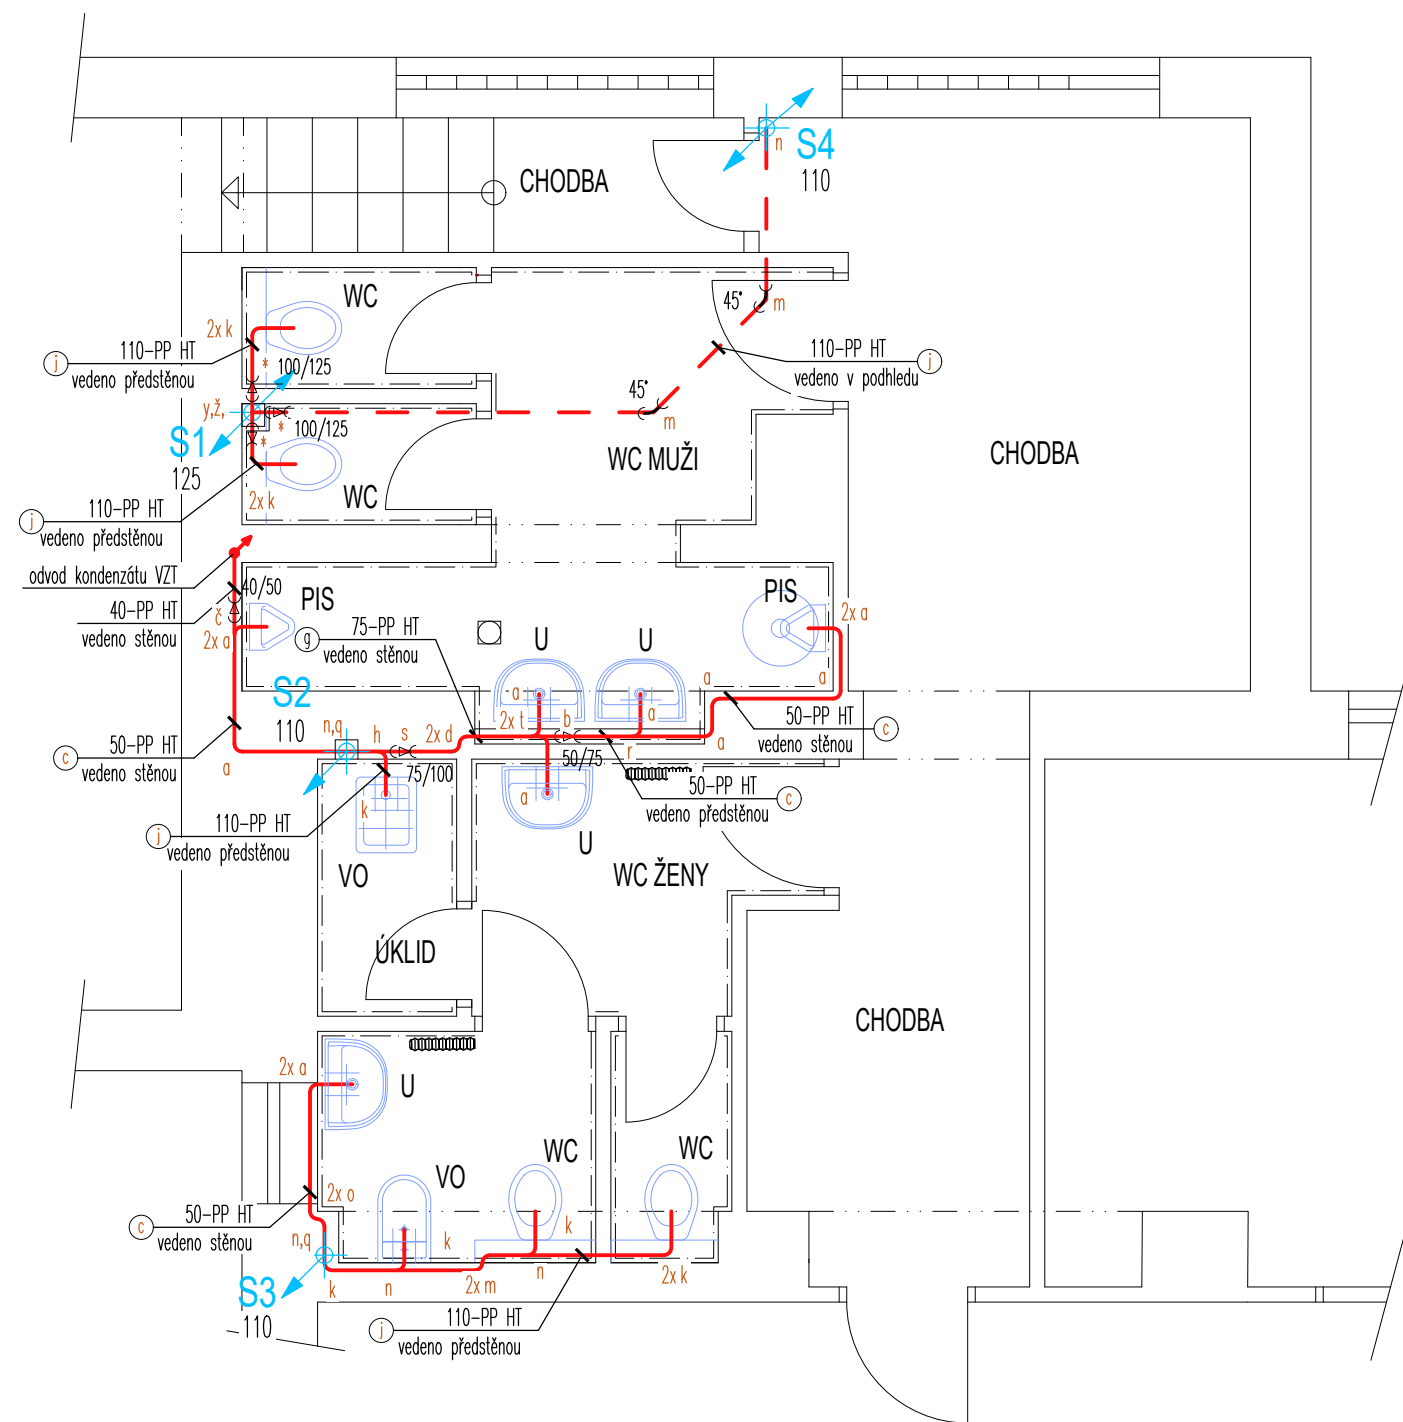 S4
n
110
CHODBA
WC
2x k
45°
m
110-PP HT
j
vedeno předstěnou
*
100/125
110-PP HT
j
vedeno v podhledu
45°
m
y,ž,
*
100/125
*
S1
125
WC MUŽI
CHODBA
WC
2x k
110-PP HT
j
vedeno předstěnou
odvod kondenzátu VZT
40/50
40-PP HT
č
vedeno stěnou
2x a
PIS
PIS
2x a
75-PP HT
g
vedeno stěnou
U
U
S2
110
n,q
h
s
2x d
75/100
a
2x t
b
a
a
a
50/75
r
a
50-PP HT
c
vedeno stěnou
50-PP HT
c
vedeno stěnou
a
50-PP HT
c
vedeno předstěnou
a
U
k
110-PP HT
j
vedeno předstěnou
VO
WC ŽENY
ÚKLID
CHODBA
2x a
U
WC
WC
VO
2x o
50-PP HT
c
vedeno stěnou
n,q
k
k
S3
110
k
n
2x m
n
2x k
110-PP HT
j
vedeno předstěnou